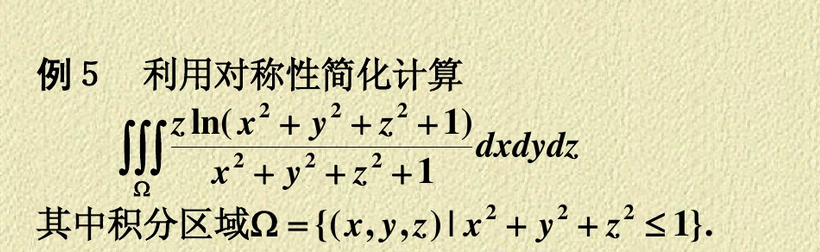 例 5 利用对称性简化计算
∭_Ω \frac{z ln( x² + y² + z² +1)}{x² + y² + z² +1} dxdydz
其中积分区域Ω = {( x, y, z) | x² + y² + z² ≤ 1}.